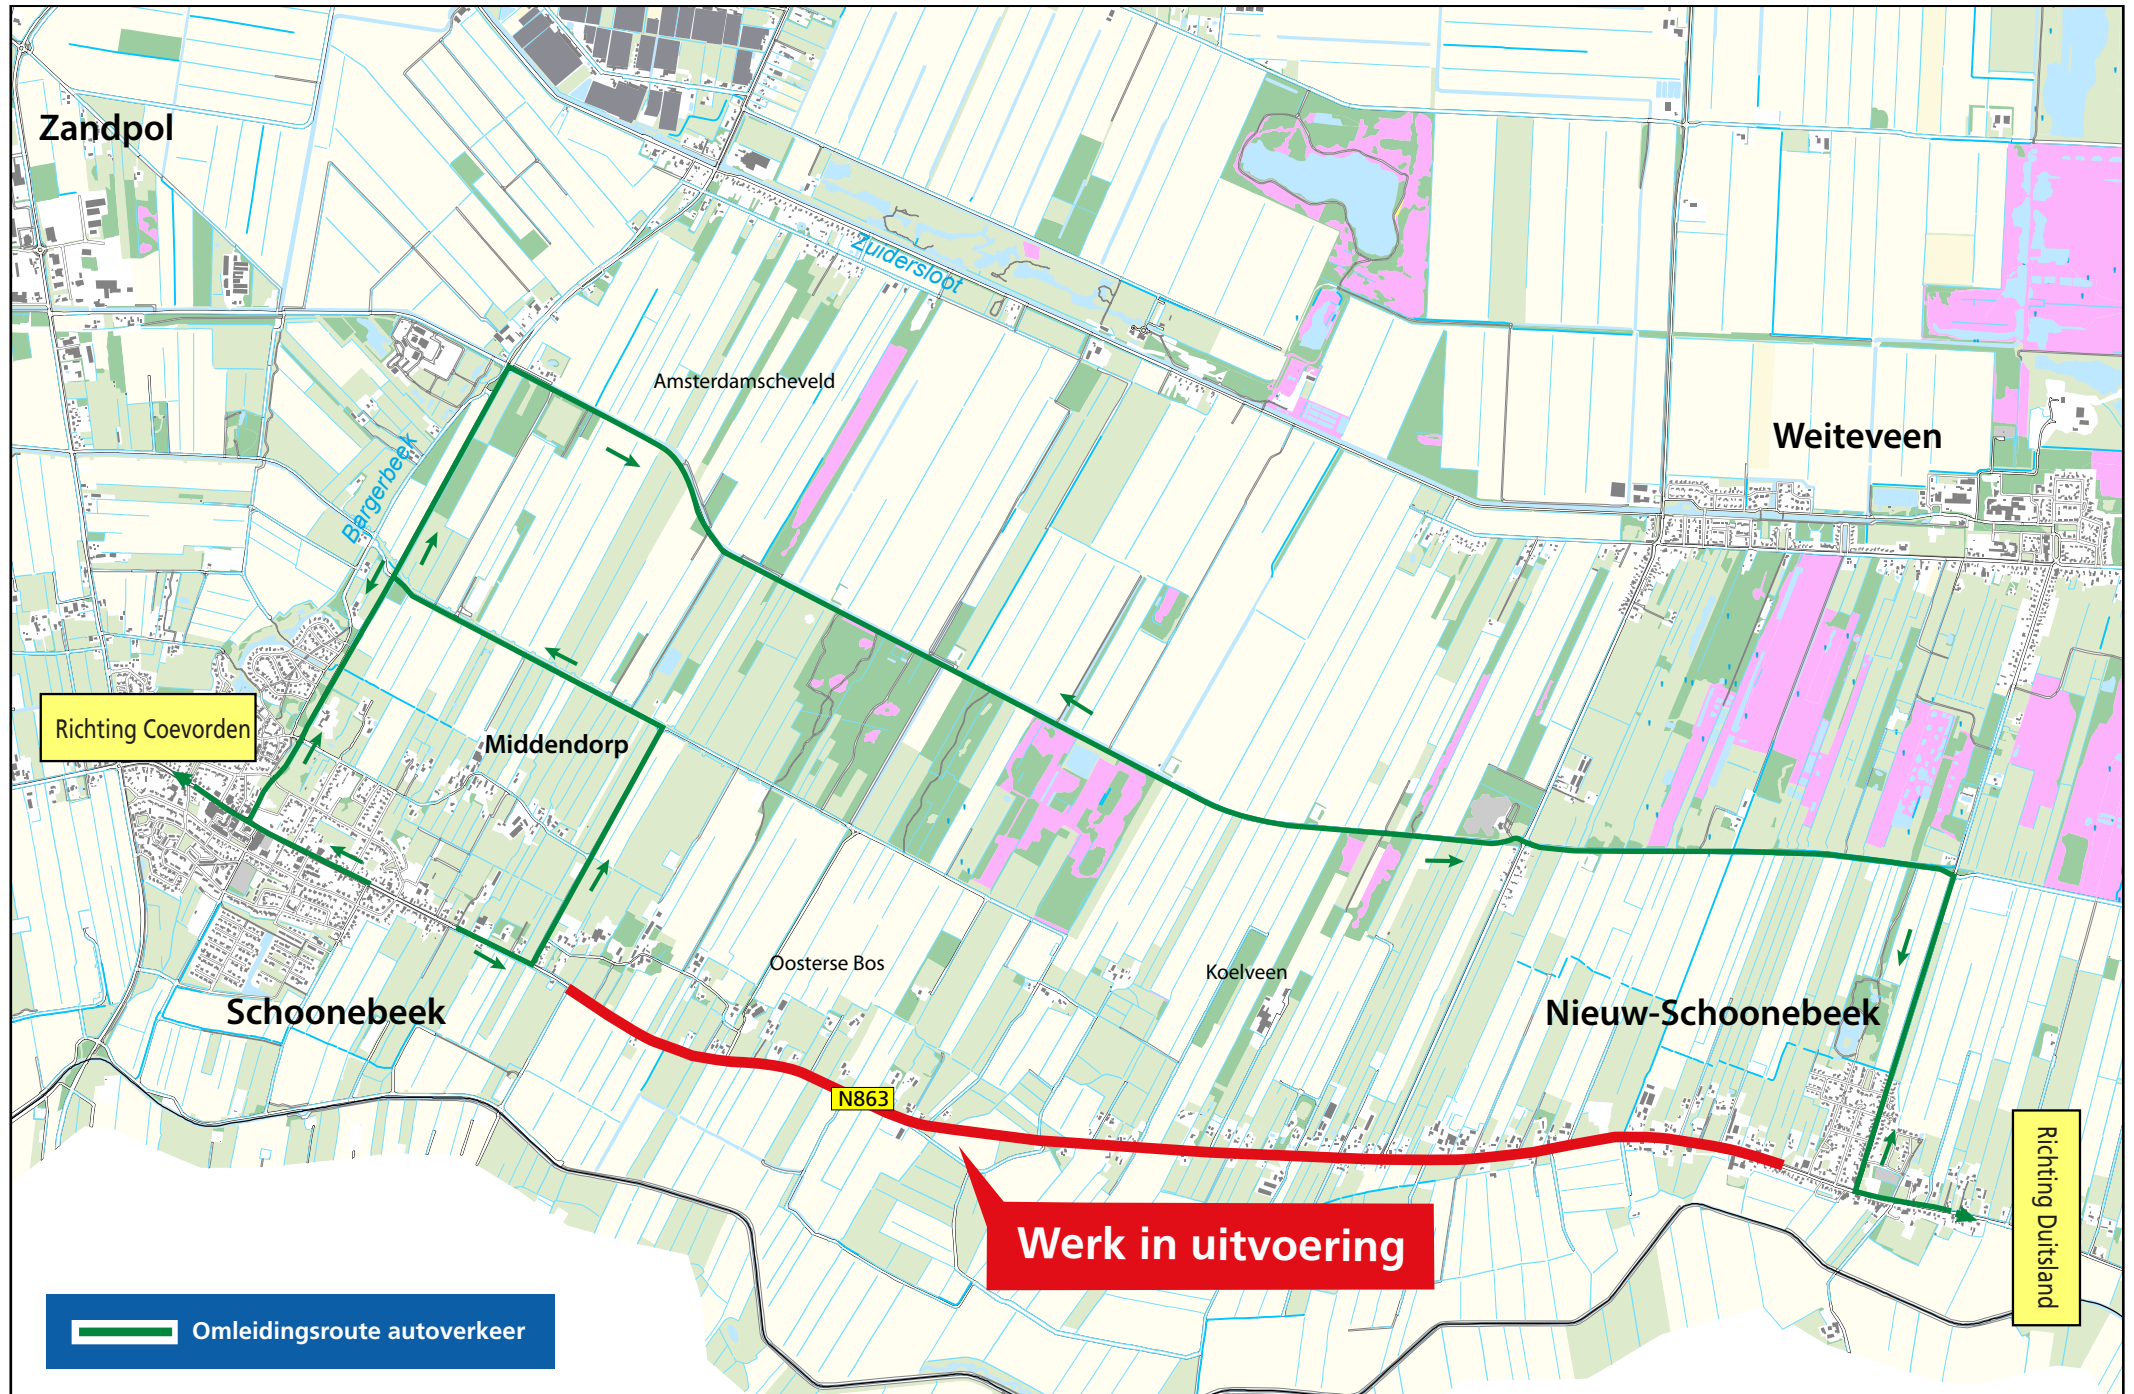 Zandpol
Zuidersloot
Amsterdamscheveld
Weiteveen
Bargerbeek
Richting Coevorden
Middendorp
Oosterse Bos
Koelveen
Schoonebeek
Nieuw-Schoonebeek
N863
Richting Duitsland
Werk in uitvoering
Omleidingsroute autoverkeer